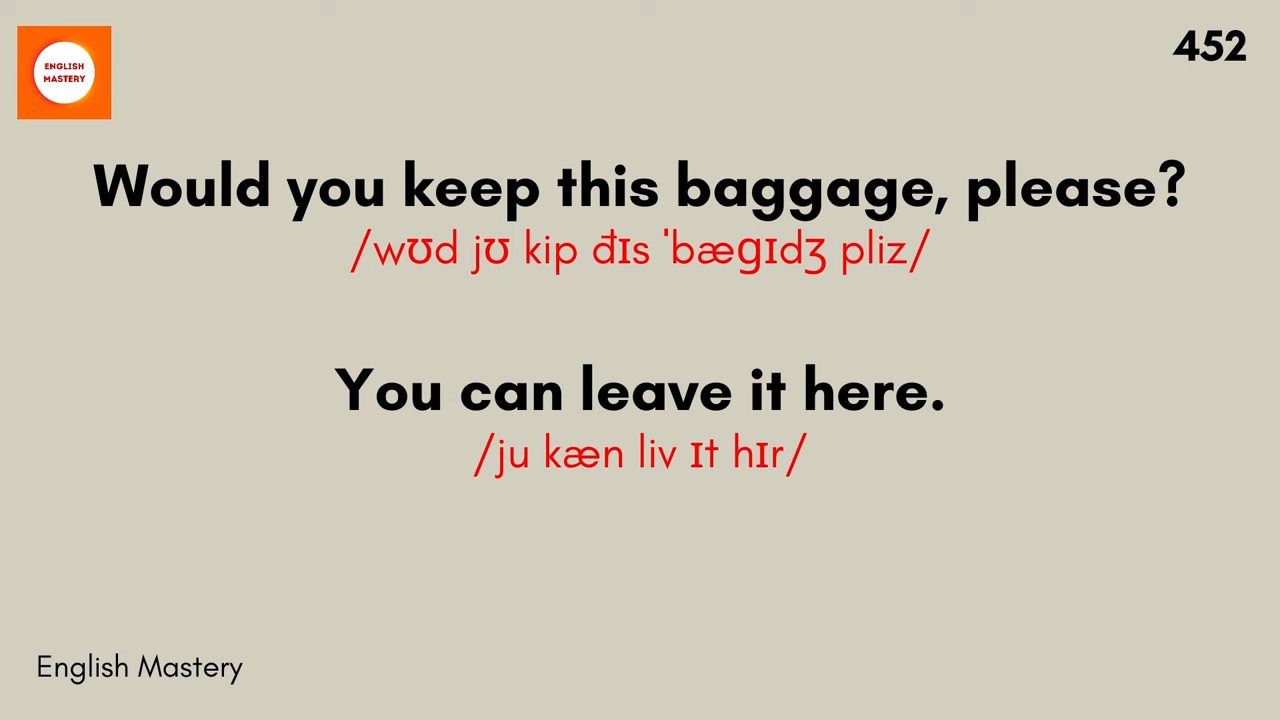 ENGLISH
MASTERY
452
Would you keep this baggage, please?
/wʊd jʊ kip đɪs ˈbægɪdʒ pliz/
You can leave it here.
/ju kæn liv ɪt hɪr/
English Mastery